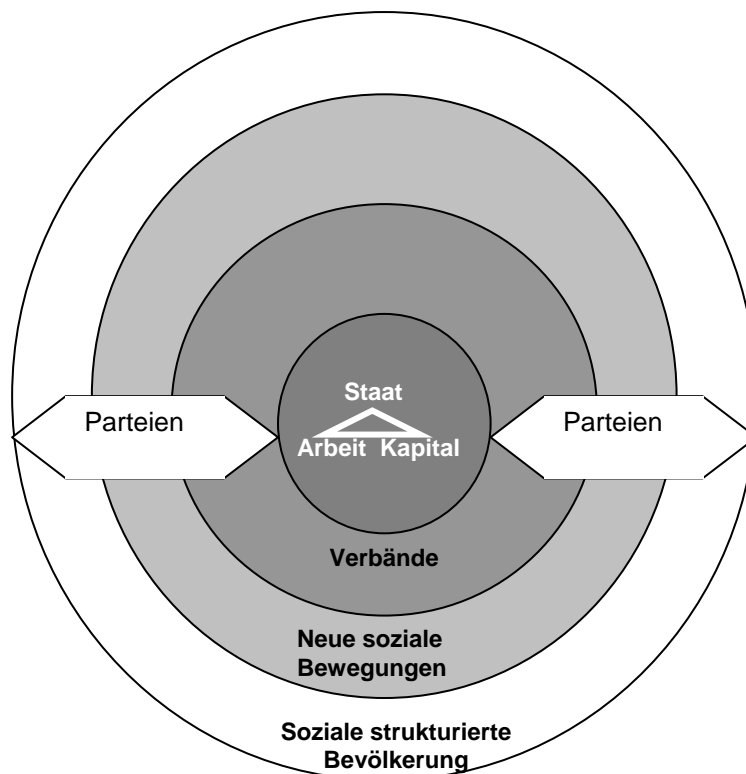 Staat
Parteien
Parteien
Arbeit Kapital
Verbände
Neue soziale
Bewegungen
Soziale strukturierte
Bevölkerung